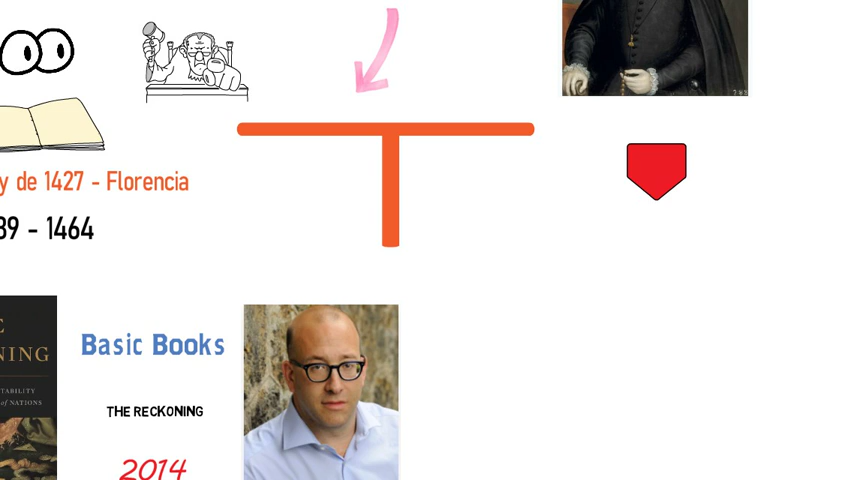 y de 1427 - Florencia
39 - 1464
E
NING
TABILITY
of NATIONS
Basic Books
THE RECKONING
2014